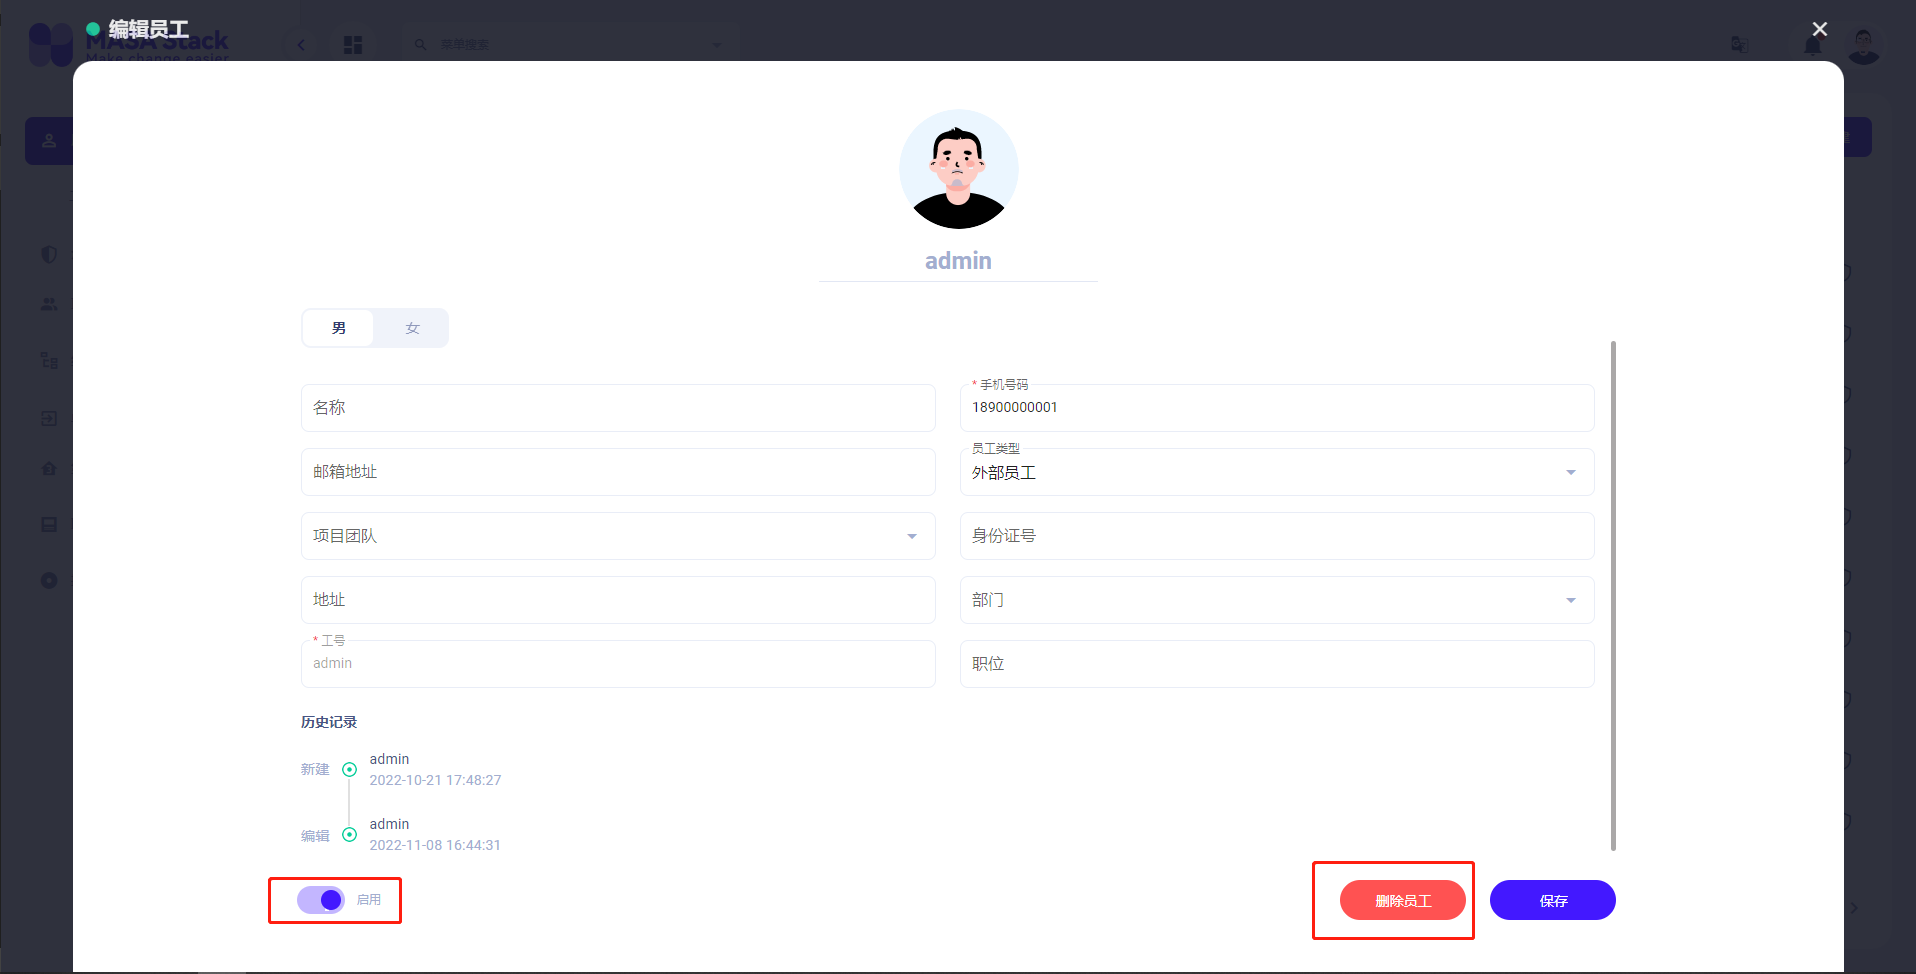 编辑员工
MASA Stack
Make change easier
菜单搜索
admin
男
女
名称
* 手机号码
18900000001
邮箱地址
员工类型
外部员工
项目团队
身份证号
地址
部门
* 工号
admin
职位
历史记录
新建
admin
2022-10-21 17:48:27
编辑
admin
2022-11-08 16:44:31
启用
删除员工
保存